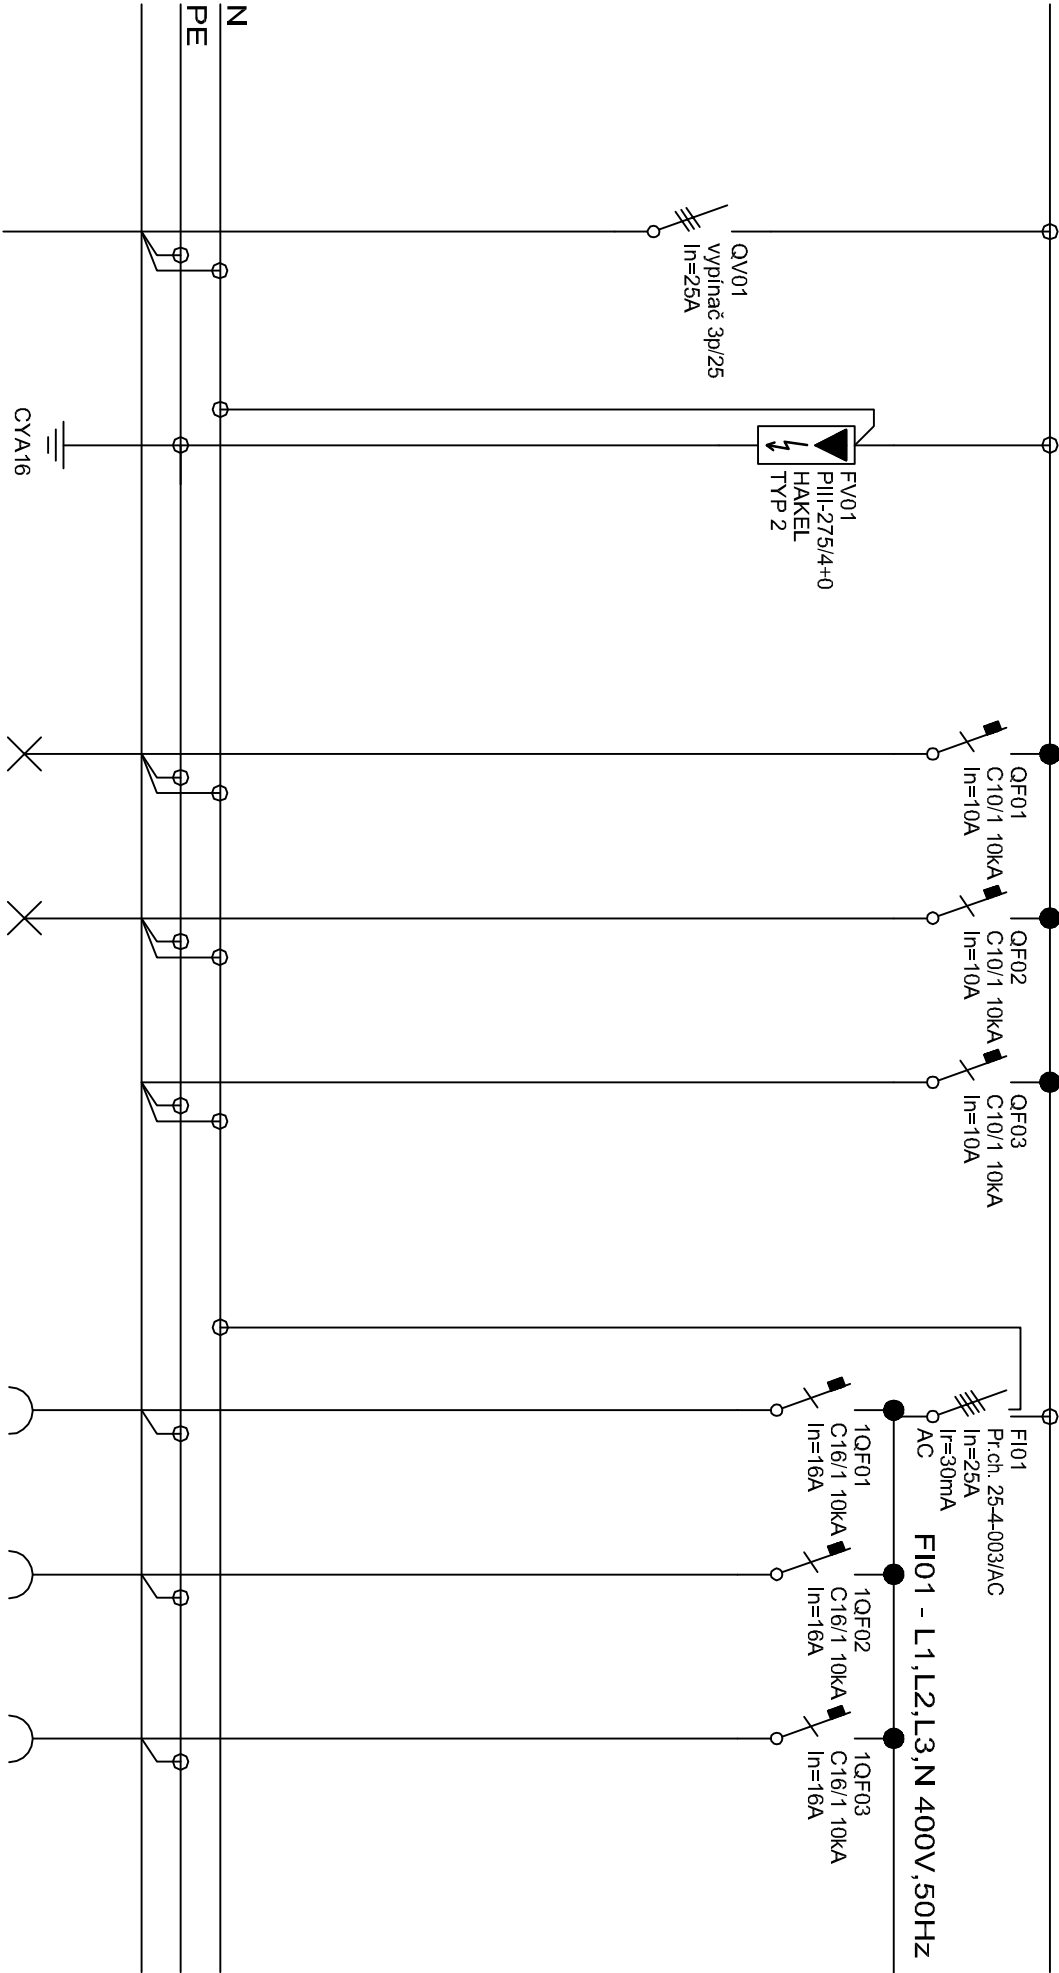 N
PE
QV01
vypínač 3p/25
In=25A
FV01
PIII-275/4+0
HAKEL
TYP 2
CYA16
QF01
C10/1 10kA
In=10A
QF02
C10/1 10kA
In=10A
QF03
C10/1 10kA
In=10A
FI01
Pr.ch. 25-4-003/AC
In=25A
Ir=30mA
AC
FI01 - L1,L2,L3,N 400V,50Hz
1QF01
C16/1 10kA
In=16A
1QF02
C16/1 10kA
In=16A
1QF03
C16/1 10kA
In=16A